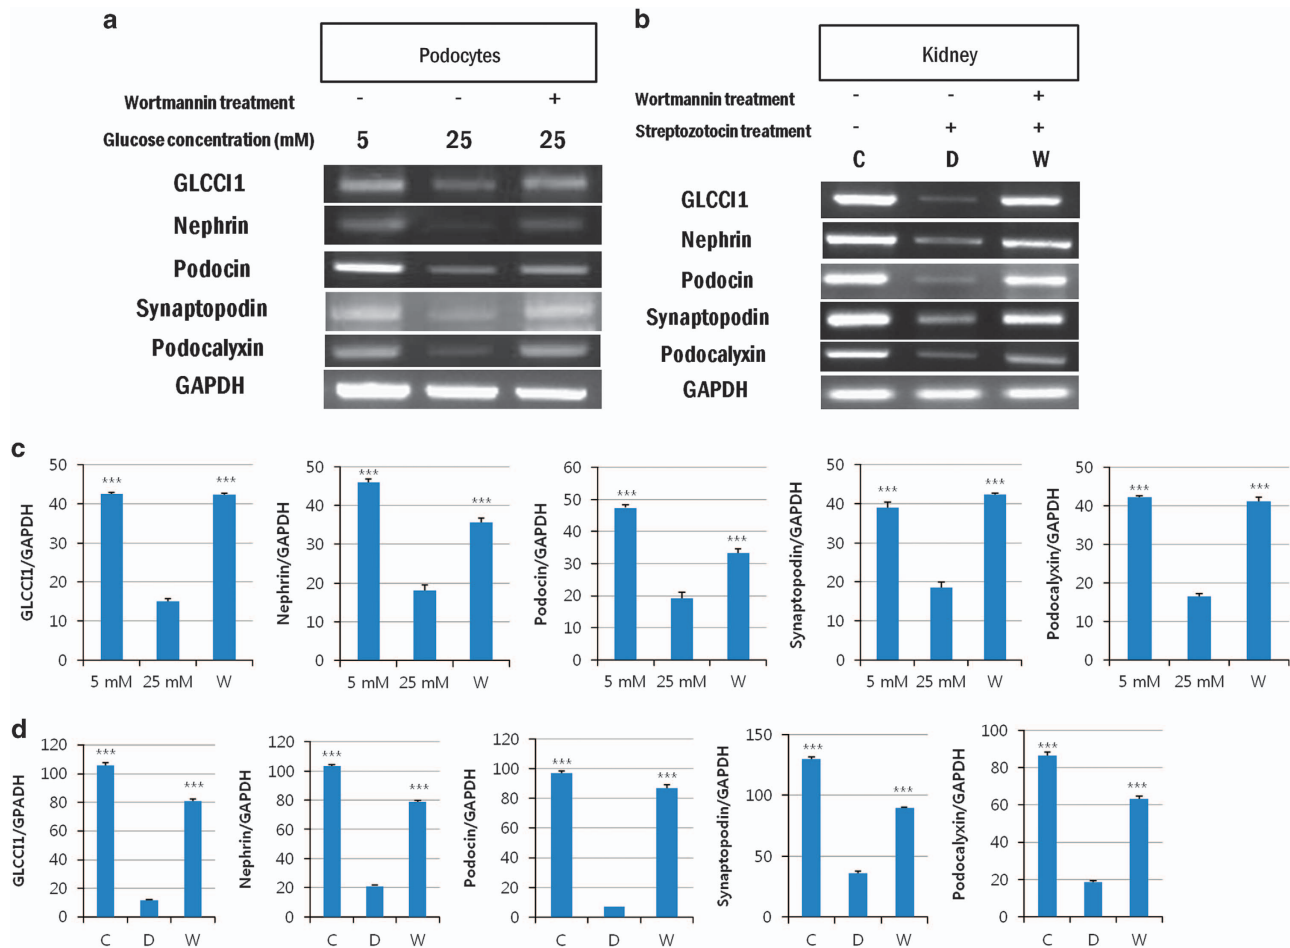 a
Podocytes
Wortmannin treatment - - +
Glucose concentration (mM) 5 25 25
GLCCI1
Nephrin
Podocin
Synaptopodin
Podocalyxin
GAPDH
b
Kidney
Wortmannin treatment - - +
Streptozotocin treatment - + +
C D W
GLCCI1
Nephrin
Podocin
Synaptopodin
Podocalyxin
GAPDH
c
GLCCI1/GAPDH
50
40
30
20
10
0
*** ***
5 mM 25 mM W
Nephrin/GAPDH
50
40
30
20
10
0
*** ***
5 mM 25 mM W
Podocin/GAPDH
60
50
40
30
20
10
0
*** ***
5 mM 25 mM W
Synaptopodin/GAPDH
50
40
30
20
10
0
*** ***
5 mM 25 mM W
Podocalyxin/GAPDH
50
40
30
20
10
0
*** ***
5 mM 25 mM W
d
GLCCI1/GPADH
120
100
80
60
40
20
0
*** ***
C D W
Nephrin/GAPDH
120
100
80
60
40
20
0
*** ***
C D W
Podocin/GAPDH
120
100
80
60
40
20
0
*** ***
C D W
Synaptopodin/GAPDH
150
100
50
0
*** ***
C D W
Podocalyxin/GAPDH
100
80
60
40
20
0
*** ***
C D W